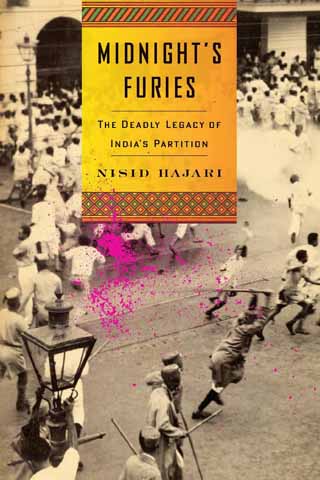 MIDNIGHT'S
FURIES
THE DEADLY LEGACY OF
INDIA'S PARTITION
NISID HAJARI